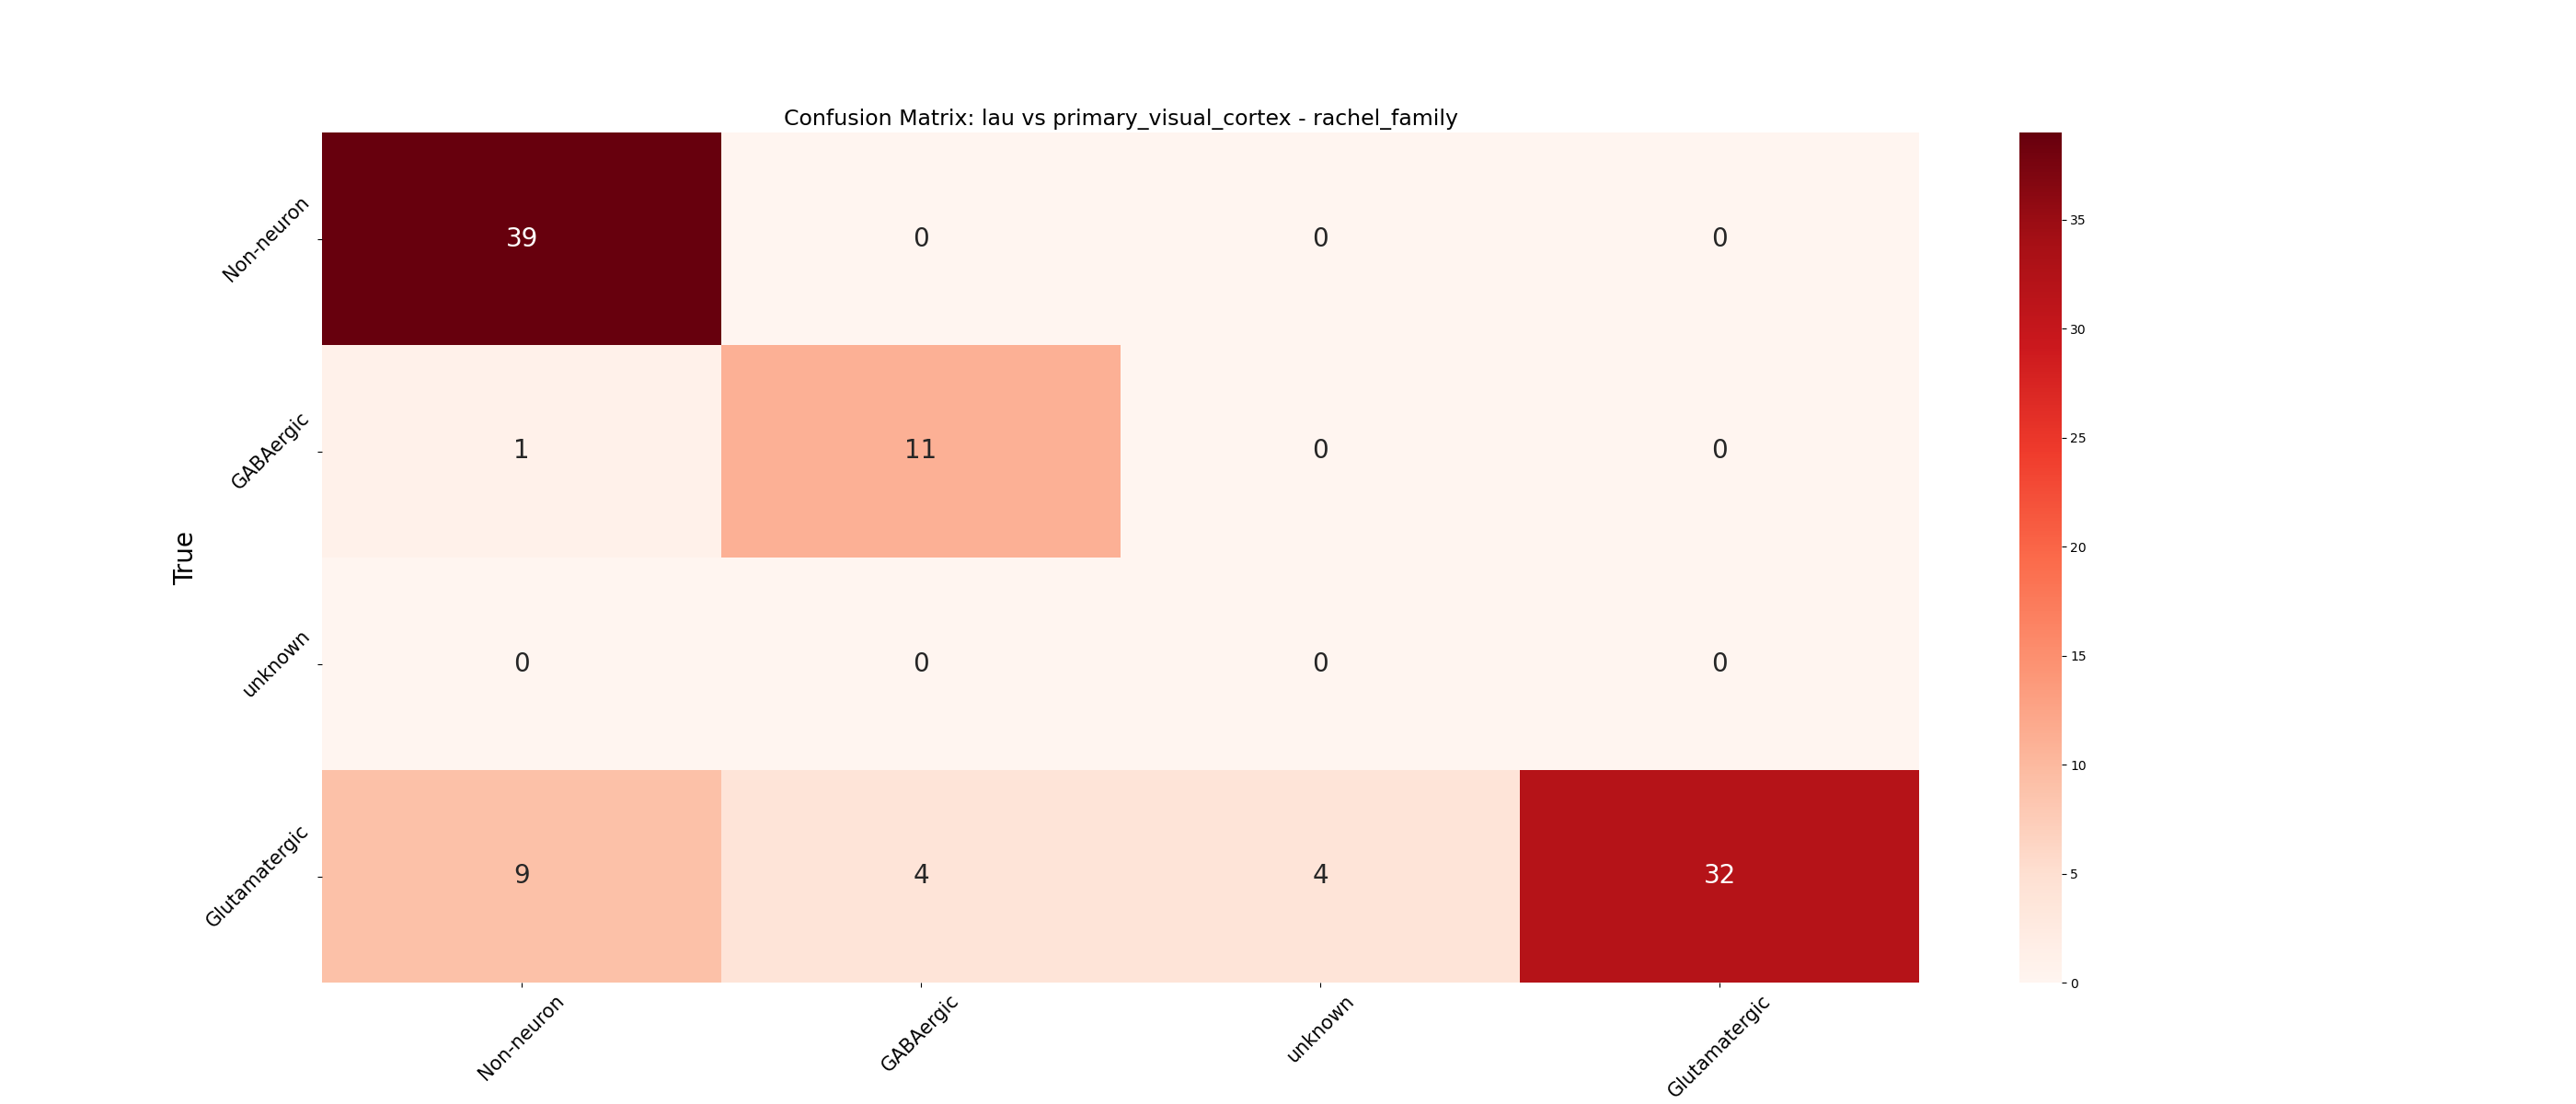 Confusion Matrix: lau vs primary_visual_cortex - rachel_family
True
Non-neuron
39
0
0
0
GABAergic
1
11
0
0
unknown
0
0
0
0
Glutamatergic
9
4
4
32
Non-neuron
GABAergic
unknown
Glutamatergic
35
30
25
20
15
10
5
0